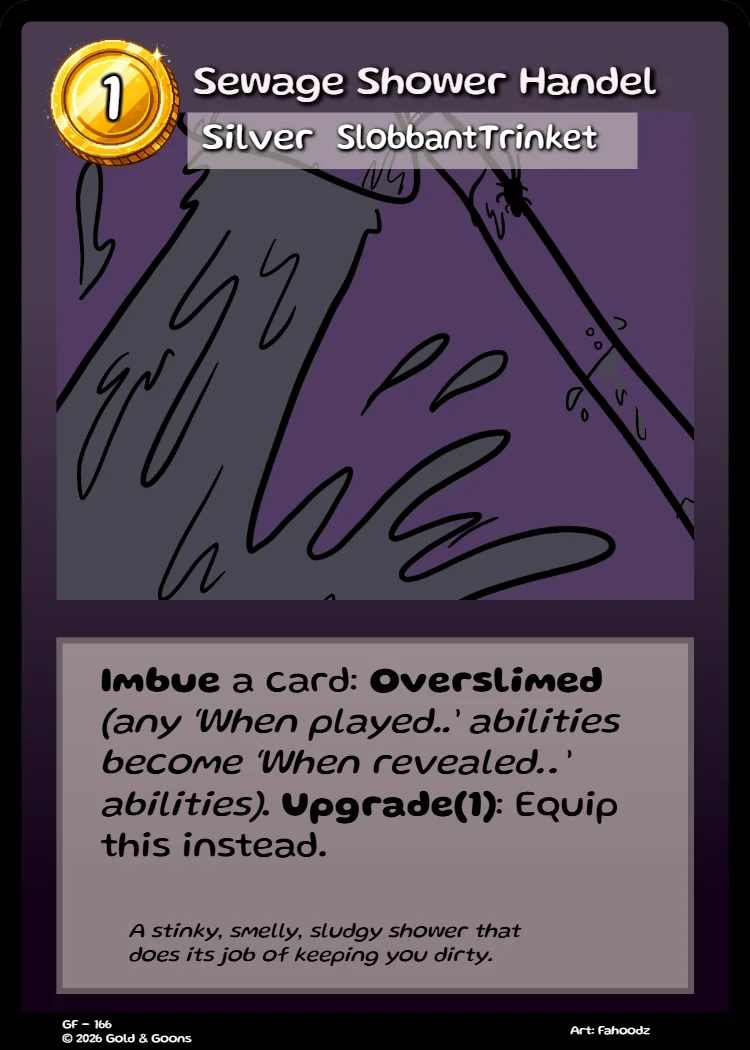 1
Sewage Shower Handel
Silver SlobbantTrinket
Imbue a card: Overslimed
(any 'When played..' abilities
become 'When revealed..'
abilities). Upgrade(1): Equip
this instead.
A stinky, smelly, sludgy shower that
does its job of keeping you dirty.
GF - 166
© 2026 Gold & Goons
Art: Fahoodz